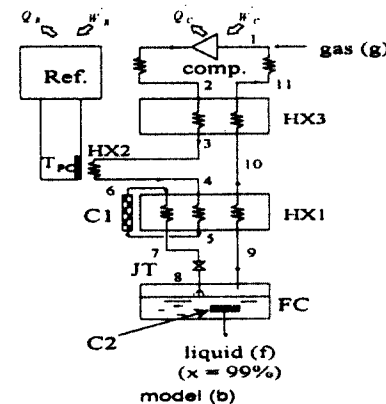 Q_R W_R Q_C W_C
1 gas (g)
Ref. comp.
2 11
HX3
3
HX2 10
T_PC
6 4
C1 HX1
7 5 9
JT
8
FC
C2
liquid (f)
(x = 99%)
model (b)